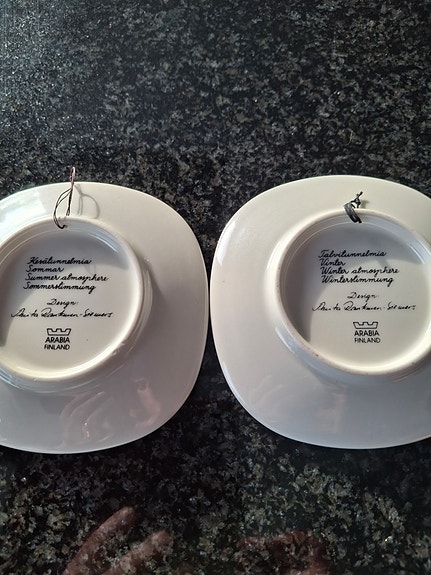 Kesätunnelmia
Sommar
Summer atmosphere
Sommerstimmung
Design:
ARABIA
FINLAND
Talvitunnelmia
Vinter
Winter atmosphere
Winterstimmung
Design:
ARABIA
FINLAND